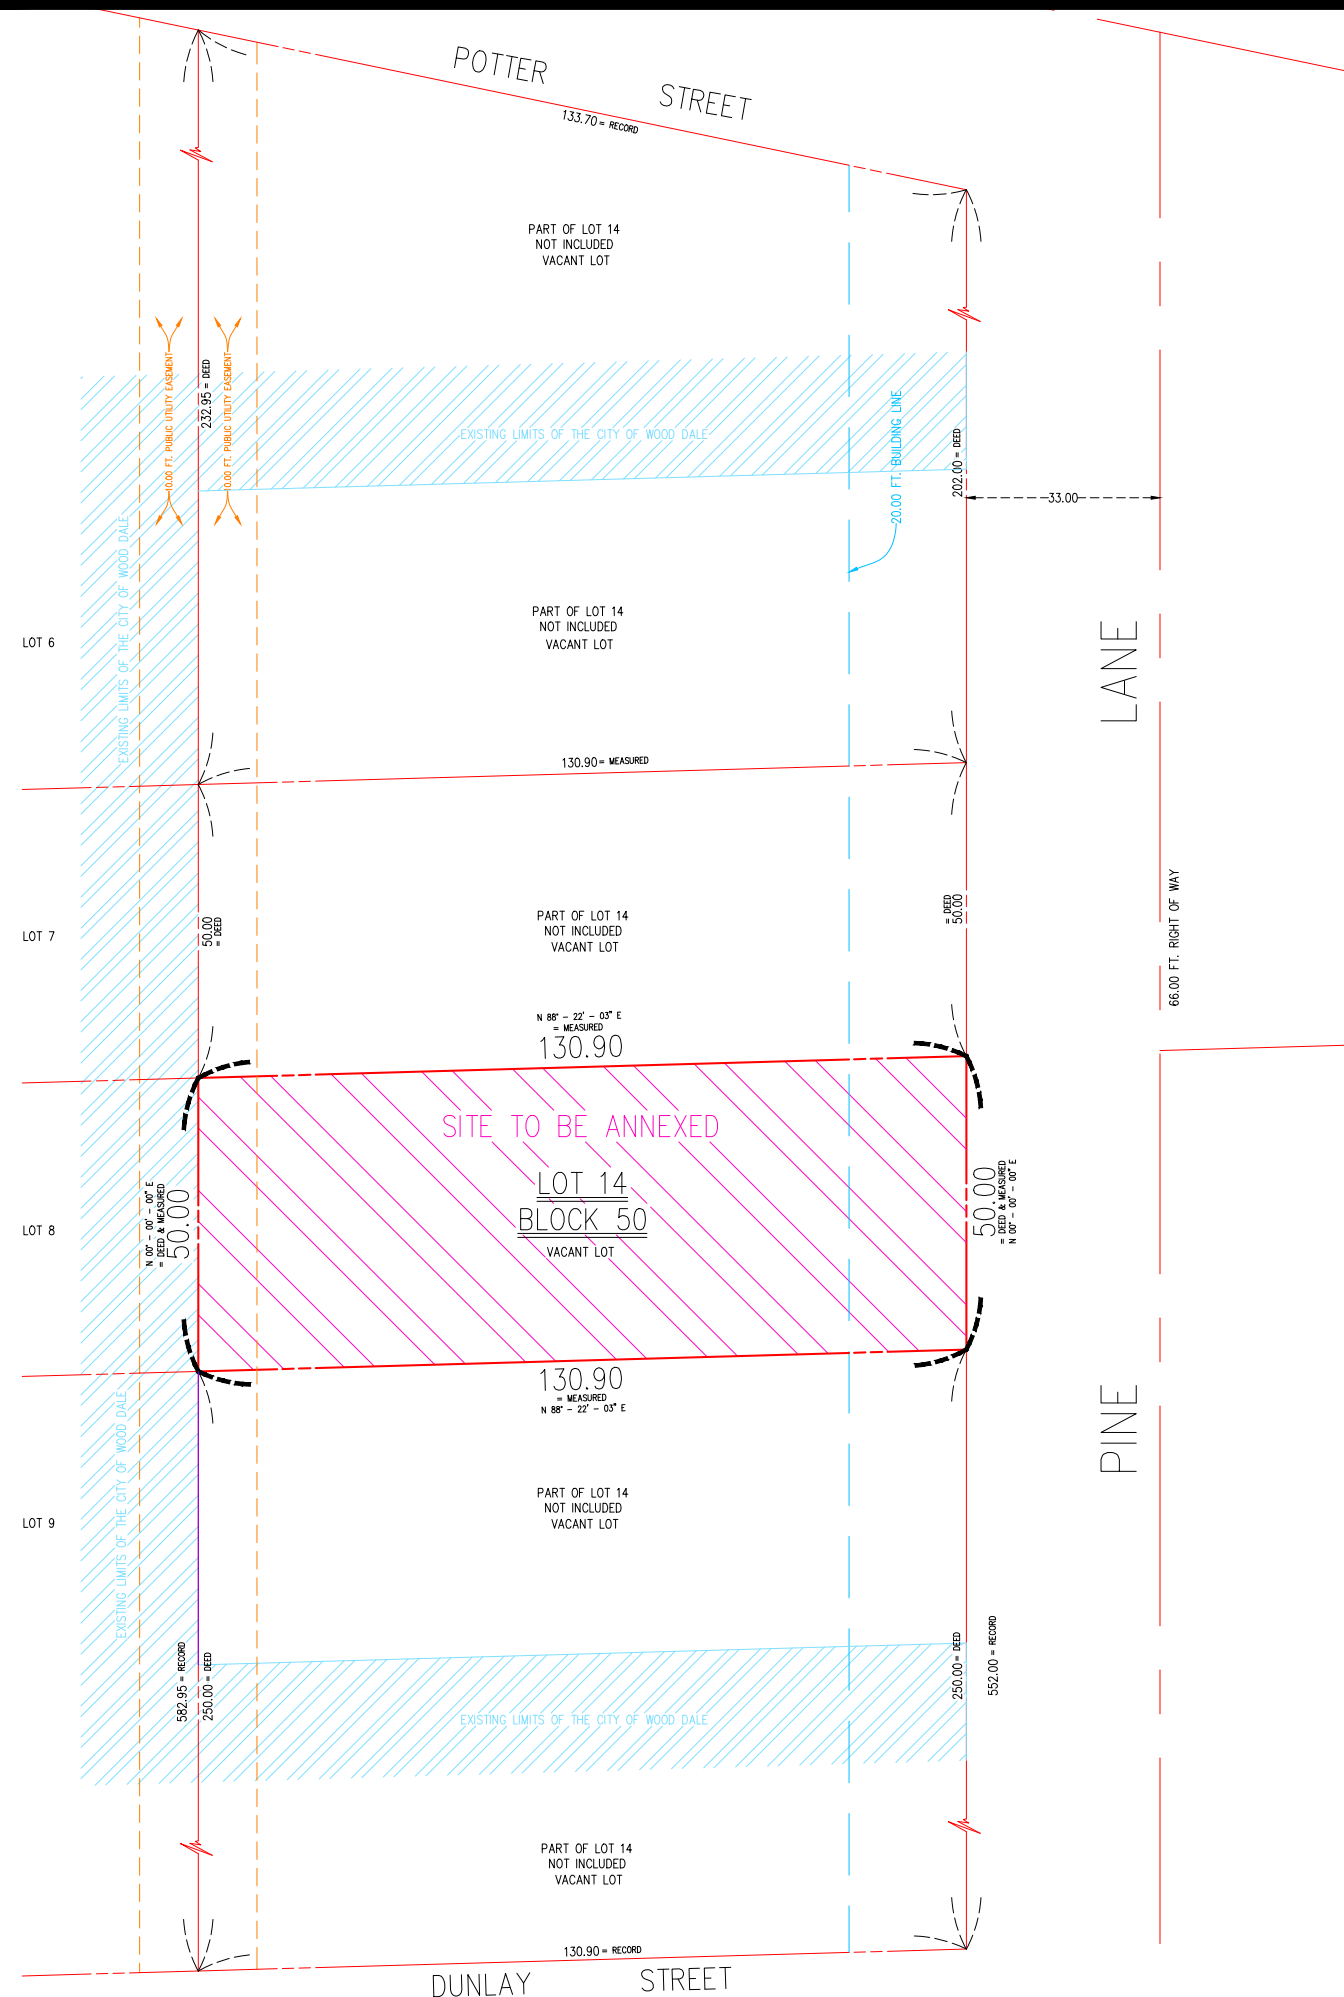 POTTER STREET
133.70 = RECORD
PART OF LOT 14
NOT INCLUDED
VACANT LOT
10.00 FT. PUBLIC UTILITY EASEMENT
232.95 = DEED
10.00 FT. PUBLIC UTILITY EASEMENT
EXISTING LIMITS OF THE CITY OF WOOD DALE
20.00 FT. BUILDING LINE
202.00 = DEED
33.00
EXISTING LIMITS OF THE CITY OF WOOD DALE
LOT 6
PART OF LOT 14
NOT INCLUDED
VACANT LOT
LANE
130.90 = MEASURED
LOT 7
50.00
= DEED
PART OF LOT 14
NOT INCLUDED
VACANT LOT
= DEED
50.00
66.00 FT. RIGHT OF WAY
N 88° - 22' - 03" E
= MEASURED
130.90
SITE TO BE ANNEXED
LOT 14
BLOCK 50
VACANT LOT
LOT 8
N 00° - 00' - 00" E
= DEED & MEASURED
50.00
50.00
= DEED & MEASURED
N 00° - 00' - 00" E
130.90
= MEASURED
N 88° - 22' - 03" E
PINE
EXISTING LIMITS OF THE CITY OF WOOD DALE
LOT 9
PART OF LOT 14
NOT INCLUDED
VACANT LOT
582.95 = RECORD
250.00 = DEED
250.00 = DEED
552.00 = RECORD
EXISTING LIMITS OF THE CITY OF WOOD DALE
PART OF LOT 14
NOT INCLUDED
VACANT LOT
130.90 = RECORD
DUNLAY STREET